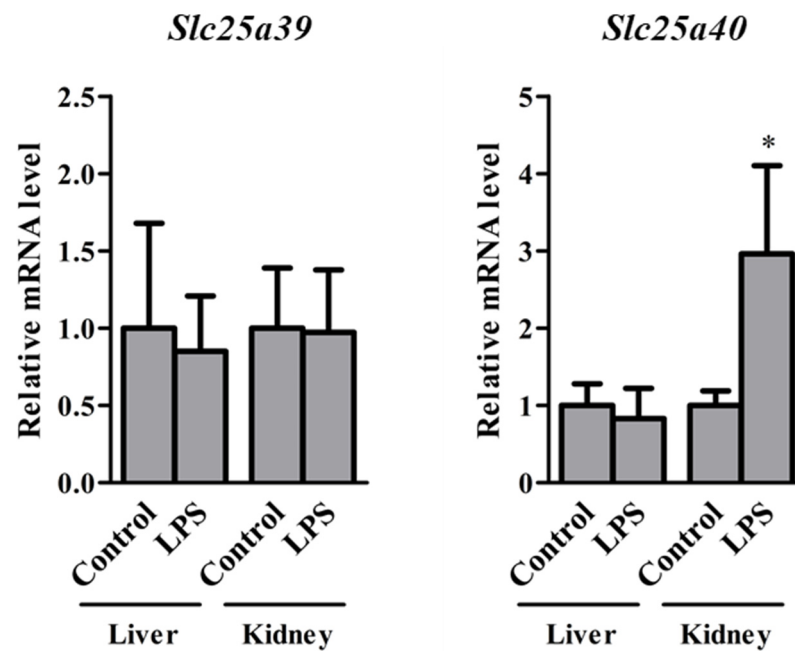 Slc25a39
Relative mRNA level
2.5
2.0
1.5
1.0
0.5
0.0
Control
LPS
Control
LPS
Liver
Kidney
Slc25a40
Relative mRNA level
5
4
3
2
1
0
*
Control
LPS
Control
LPS
Liver
Kidney